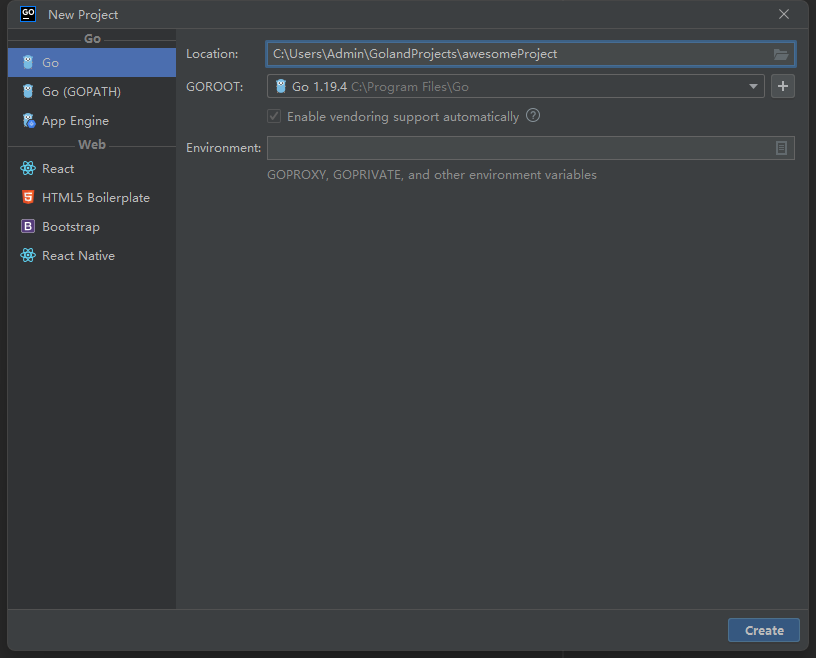 GO New Project
Go
Go
Go (GOPATH)
App Engine
Web
React
HTML5 Boilerplate
Bootstrap
React Native
Location: C:\Users\Admin\GolandProjects\awesomeProject
GOROOT: Go 1.19.4 C:\Program Files\Go
Enable vendoring support automatically ?
Environment:
GOPROXY, GOPRIVATE, and other environment variables
Create